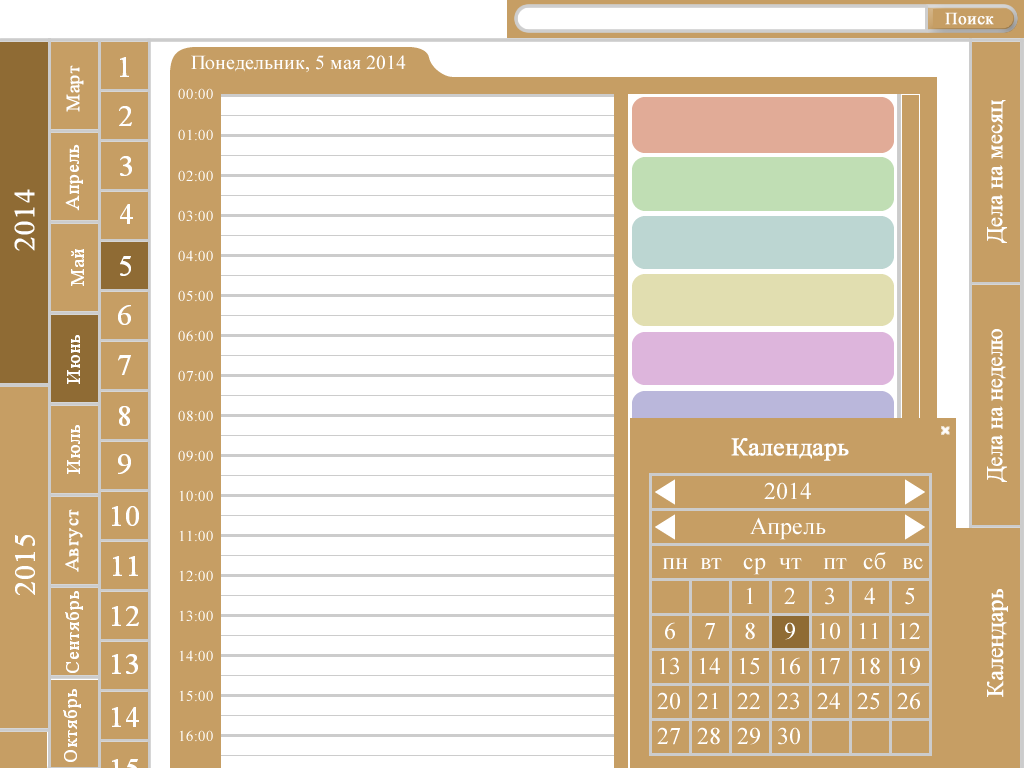 Поиск
2014
2015
Март
Апрель
Май
Июнь
Июль
Август
Сентябрь
Октябрь
1
2
3
4
5
6
7
8
9
10
11
12
13
14
15
Понедельник, 5 мая 2014
00:00
01:00
02:00
03:00
04:00
05:00
06:00
07:00
08:00
09:00
10:00
11:00
12:00
13:00
14:00
15:00
16:00
Календарь
2014
Апрель
пн вт ср чт пт сб вс
1 2 3 4 5
6 7 8 9 10 11 12
13 14 15 16 17 18 19
20 21 22 23 24 25 26
27 28 29 30
Дела на месяц
Дела на неделю
Календарь